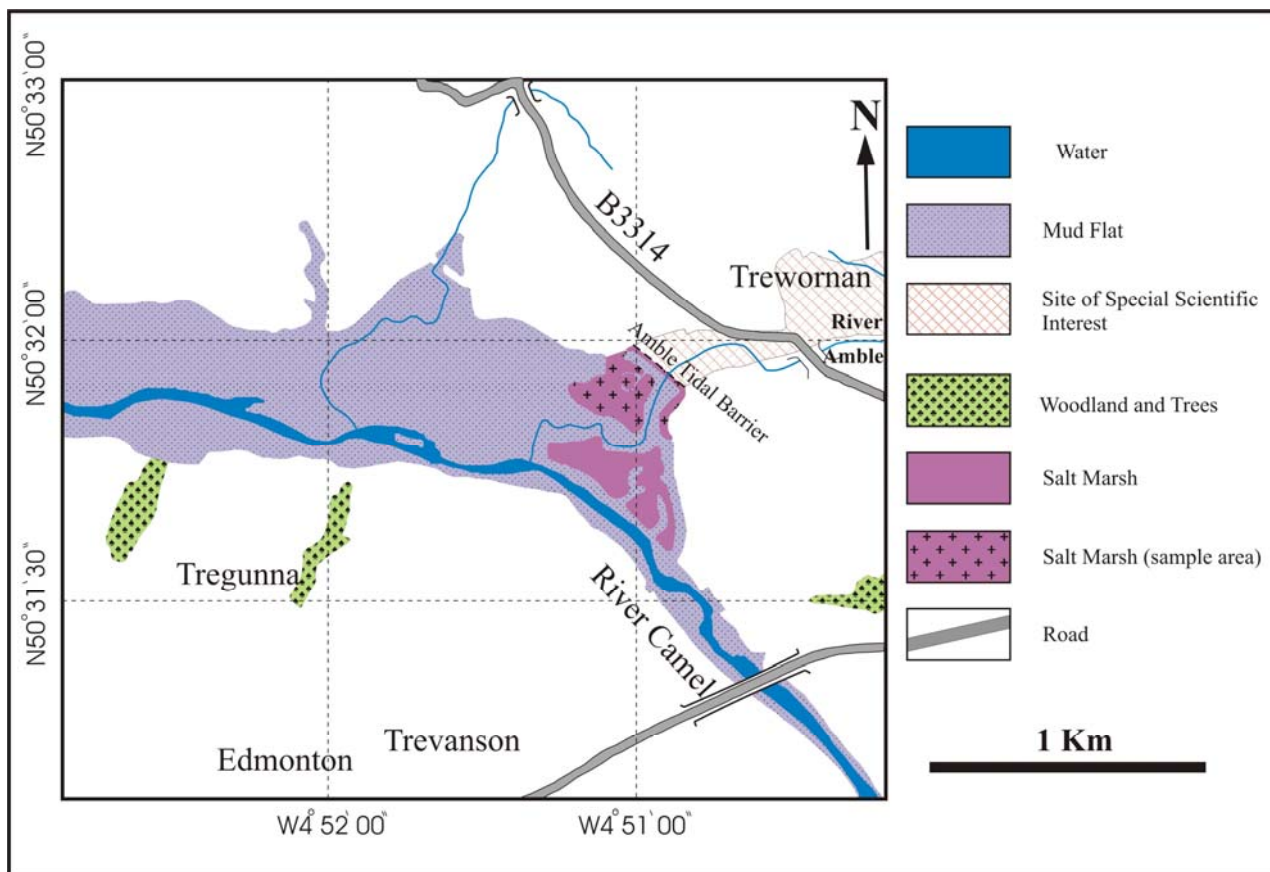 N50°33'00"
N50°32'00"
N50°31'30"
W4°52'00"
W4°51'00"
N
B3314
Trewornan
River
Amble
Amble Tidal Barrier
Tregunna
River Camel
Trevanson
Edmonton
Water
Mud Flat
Site of Special Scientific
Interest
Woodland and Trees
Salt Marsh
Salt Marsh (sample area)
Road
1 Km